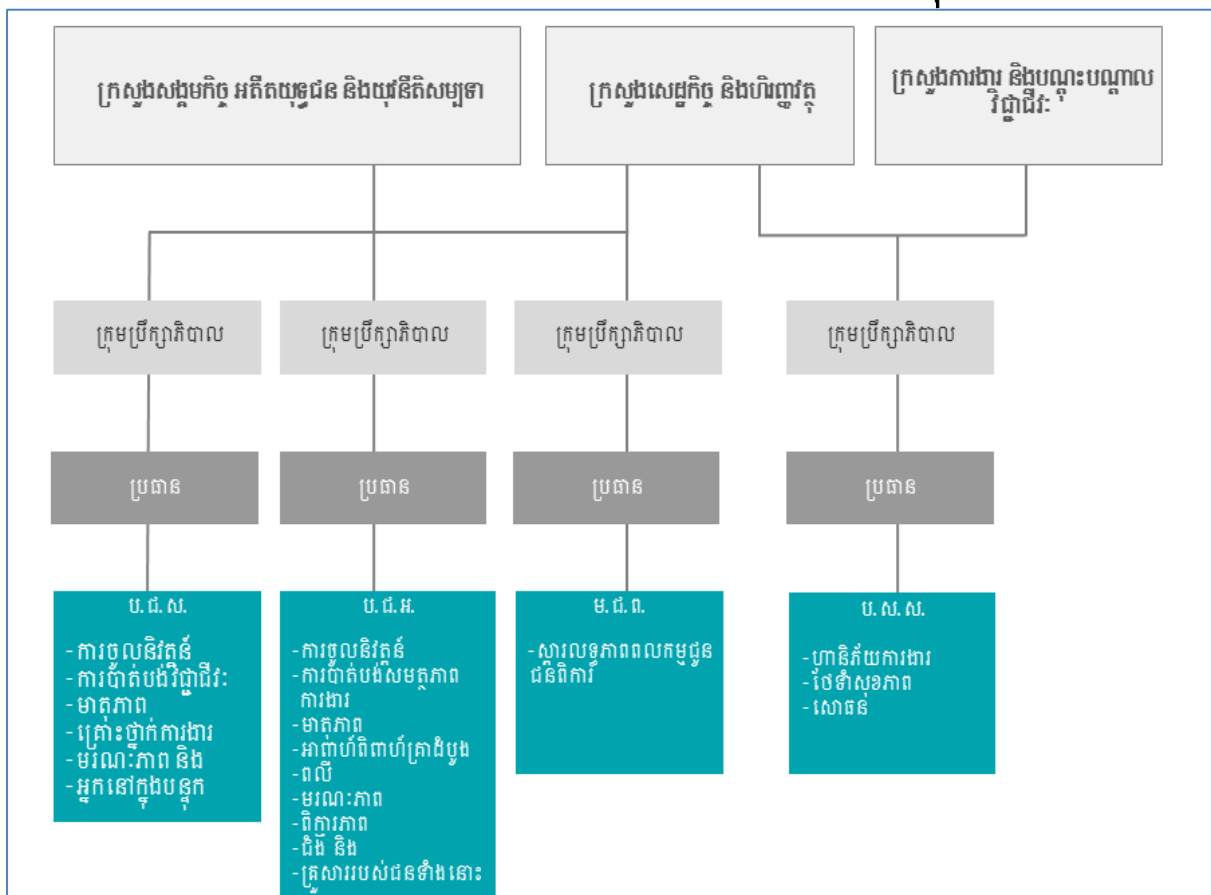 ក្រសួងសង្គមកិច្ច អតីតយុទ្ធជន និងយុវនីតិសម្បទា
ក្រសួងសេដ្ឋកិច្ច និងហិរញ្ញវត្ថុ
ក្រសួងការងារ និងបណ្តុះបណ្តាល
វិជ្ជាជីវៈ
ក្រុមប្រឹក្សាភិបាល
ក្រុមប្រឹក្សាភិបាល
ក្រុមប្រឹក្សាភិបាល
ក្រុមប្រឹក្សាភិបាល
ប្រធាន
ប្រធាន
ប្រធាន
ប្រធាន
ប.ជ.ស.
-ការចូលនិវត្តន៍
-ការបាត់បង់វិជ្ជាជីវៈ
-មាតុភាព
-គ្រោះថ្នាក់ការងារ
-មរណៈភាព និង
-អ្នកនៅក្នុងបន្ទុក
ប.ជ.អ.
-ការចូលនិវត្តន៍
-ការបាត់បង់សមត្ថភាព
ការងារ
-មាតុភាព
-អាពាហ៍ពិពាហ៍គ្រាដំបូង
-ពលី
-មរណៈភាព
-ពិការភាព
-ជំងឺ និង
-គ្រួសាររបស់ជនទាំងនោះ
ម.ជ.ព.
-ស្តារលទ្ធភាពពលកម្មជូន
ជនពិការ
ប.ស.ស.
-ហានិភ័យការងារ
-ថែទាំសុខភាព
-សោធន